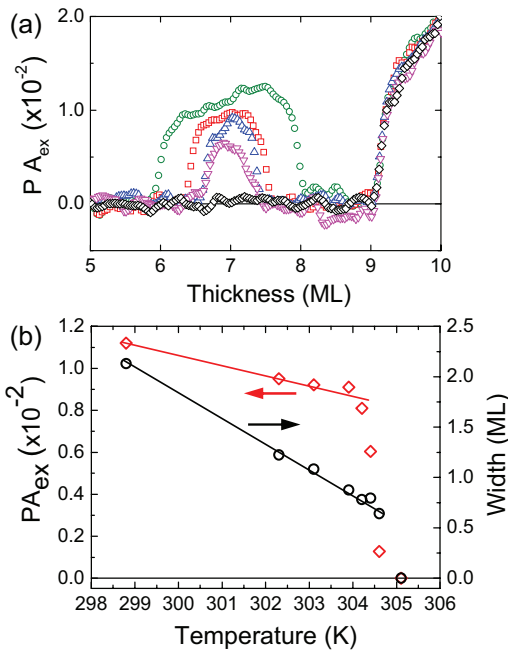 (a)
2.0
1.0
0.0
P A_ex (x10^-2)
5 6 7 8 9 10
Thickness (ML)
(b)
1.2
1.0
0.8
0.6
0.4
0.2
0.0
PA_ex (x10^-2)
2.5
2.0
1.5
1.0
0.5
0.0
Width (ML)
298 299 300 301 302 303 304 305 306
Temperature (K)